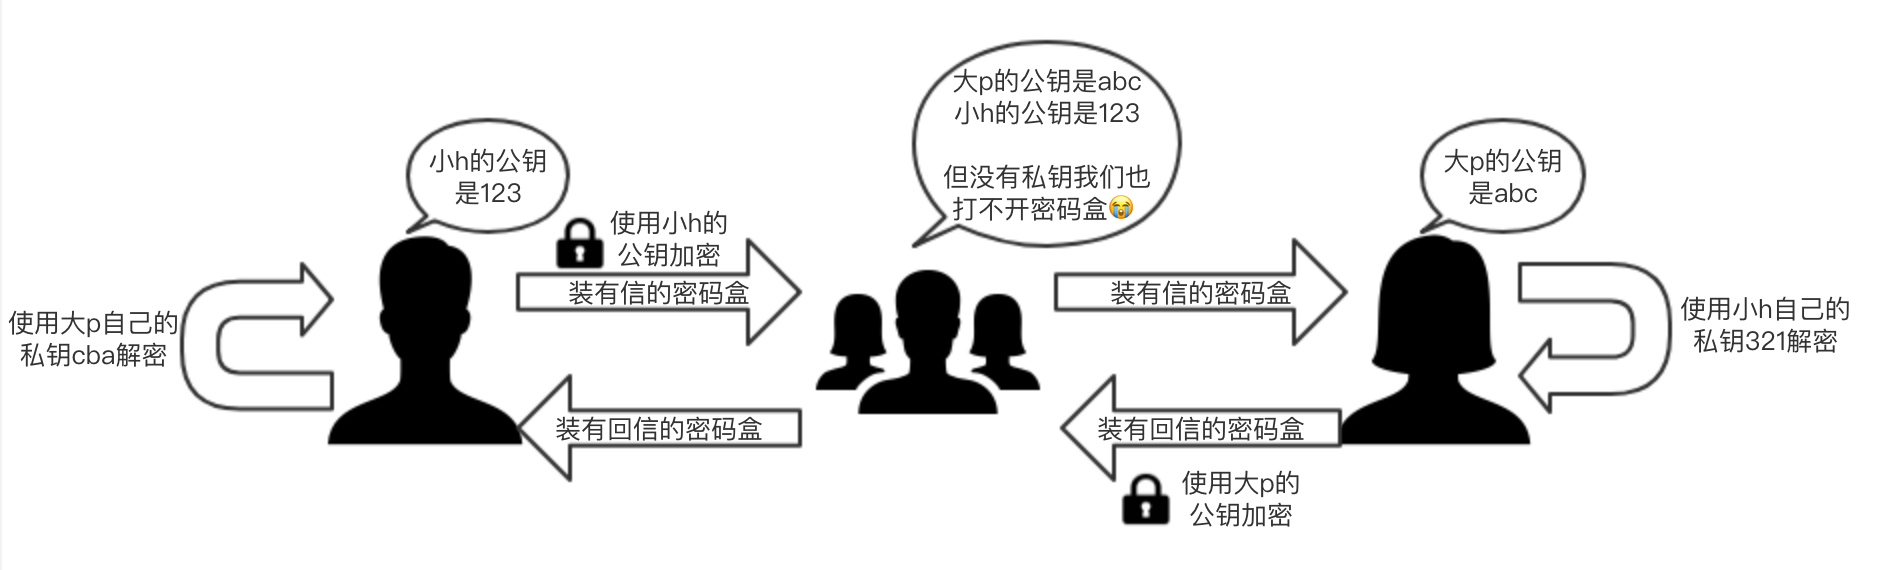 小h的公钥
是123
使用小h的
公钥加密
大p的公钥是abc
小h的公钥是123
但没有私钥我们也
打不开密码盒😭
大p的公钥
是abc
使用大p自己的
私钥cba解密
装有信的密码盒
装有信的密码盒
使用小h自己的
私钥321解密
装有回信的密码盒
装有回信的密码盒
使用大p的
公钥加密